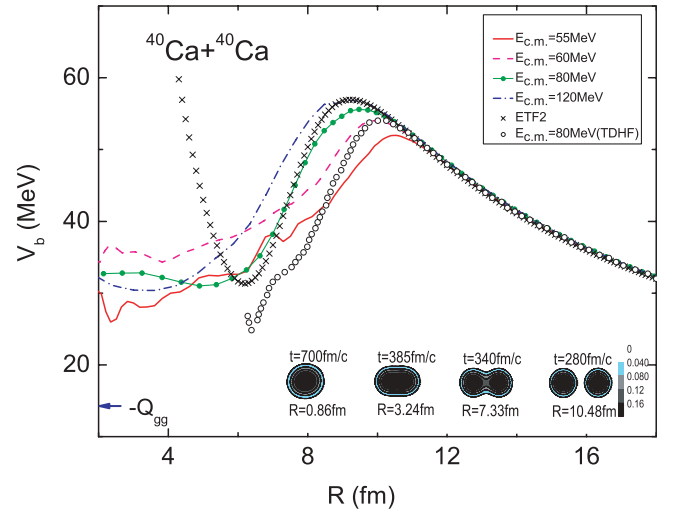 ⁴⁰Ca+⁴⁰Ca
E_c.m.=55MeV
E_c.m.=60MeV
E_c.m.=80MeV
E_c.m.=120MeV
ETF2
E_c.m.=80MeV(TDHF)
60
40
20
V_b (MeV)
t=700fm/c t=385fm/c t=340fm/c t=280fm/c
R=0.86fm R=3.24fm R=7.33fm R=10.48fm
0
0.040
0.080
0.12
0.16
-Q_gg
4 8 12 16
R (fm)